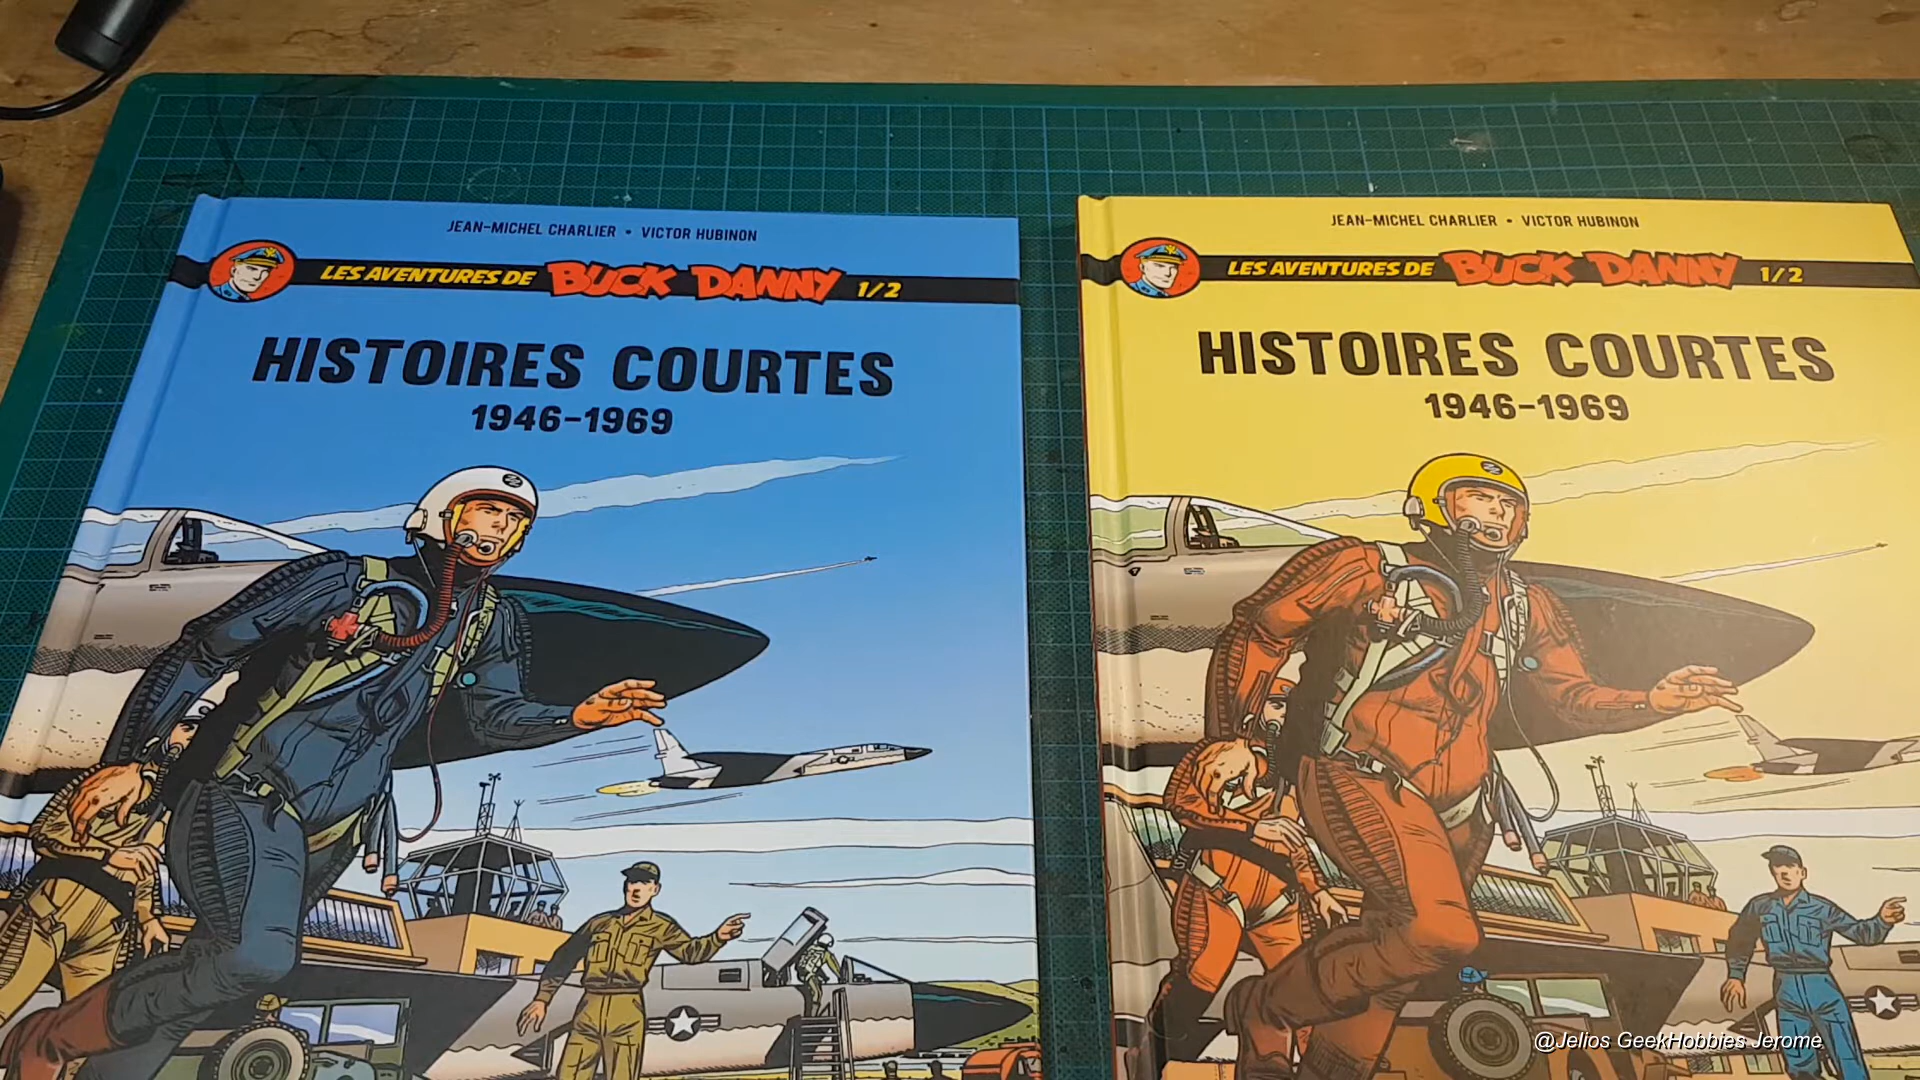 JEAN-MICHEL CHARLIER • VICTOR HUBINON
LES AVENTURES DE BUCK DANNY 1/2
HISTOIRES COURTES
1946-1969
JEAN-MICHEL CHARLIER • VICTOR HUBINON
LES AVENTURES DE BUCK DANNY 1/2
HISTOIRES COURTES
1946-1969
@Jelios GeekHobbies Jerome